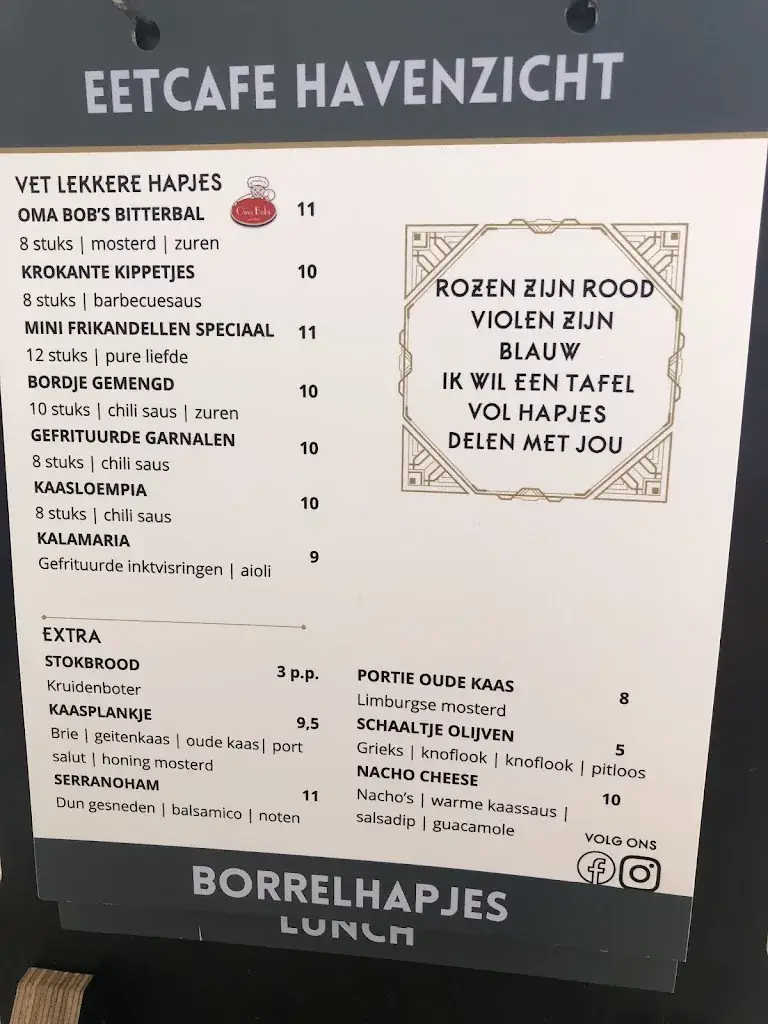 EETCAFE HAVENZICHT
VET LEKKERE HAPJES
OMA BOB'S BITTERBAL 11
Oma Bob's
8 stuks | mosterd | zuren
KROKANTE KIPPETJES 10
8 stuks | barbecuesaus
MINI FRIKANDELLEN SPECIAAL 11
12 stuks | pure liefde
BORDJE GEMENGD 10
10 stuks | chili saus | zuren
GEFRITUURDE GARNALEN 10
8 stuks | chili saus
KAASLOEMPIA 10
8 stuks | chili saus
KALAMARIA 9
Gefrituurde inktvisringen | aioli
ROZEN ZIJN ROOD
VIOLEN ZIJN
BLAUW
IK WIL EEN TAFEL
VOL HAPJES
DELEN MET JOU
EXTRA
STOKBROOD 3 p.p.
Kruidenboter
KAASPLANKJE 9,5
Brie | geitenkaas | oude kaas| port
salut | honing mosterd
SERRANOHAM 11
Dun gesneden | balsamico | noten
PORTIE OUDE KAAS 8
Limburgse mosterd
SCHAALTJE OLIJVEN 5
Grieks | knoflook | knoflook | pitloos
NACHO CHEESE 10
Nacho's | warme kaassaus |
salsadip | guacamole
VOLG ONS
BORRELHAPJES
LUNCH